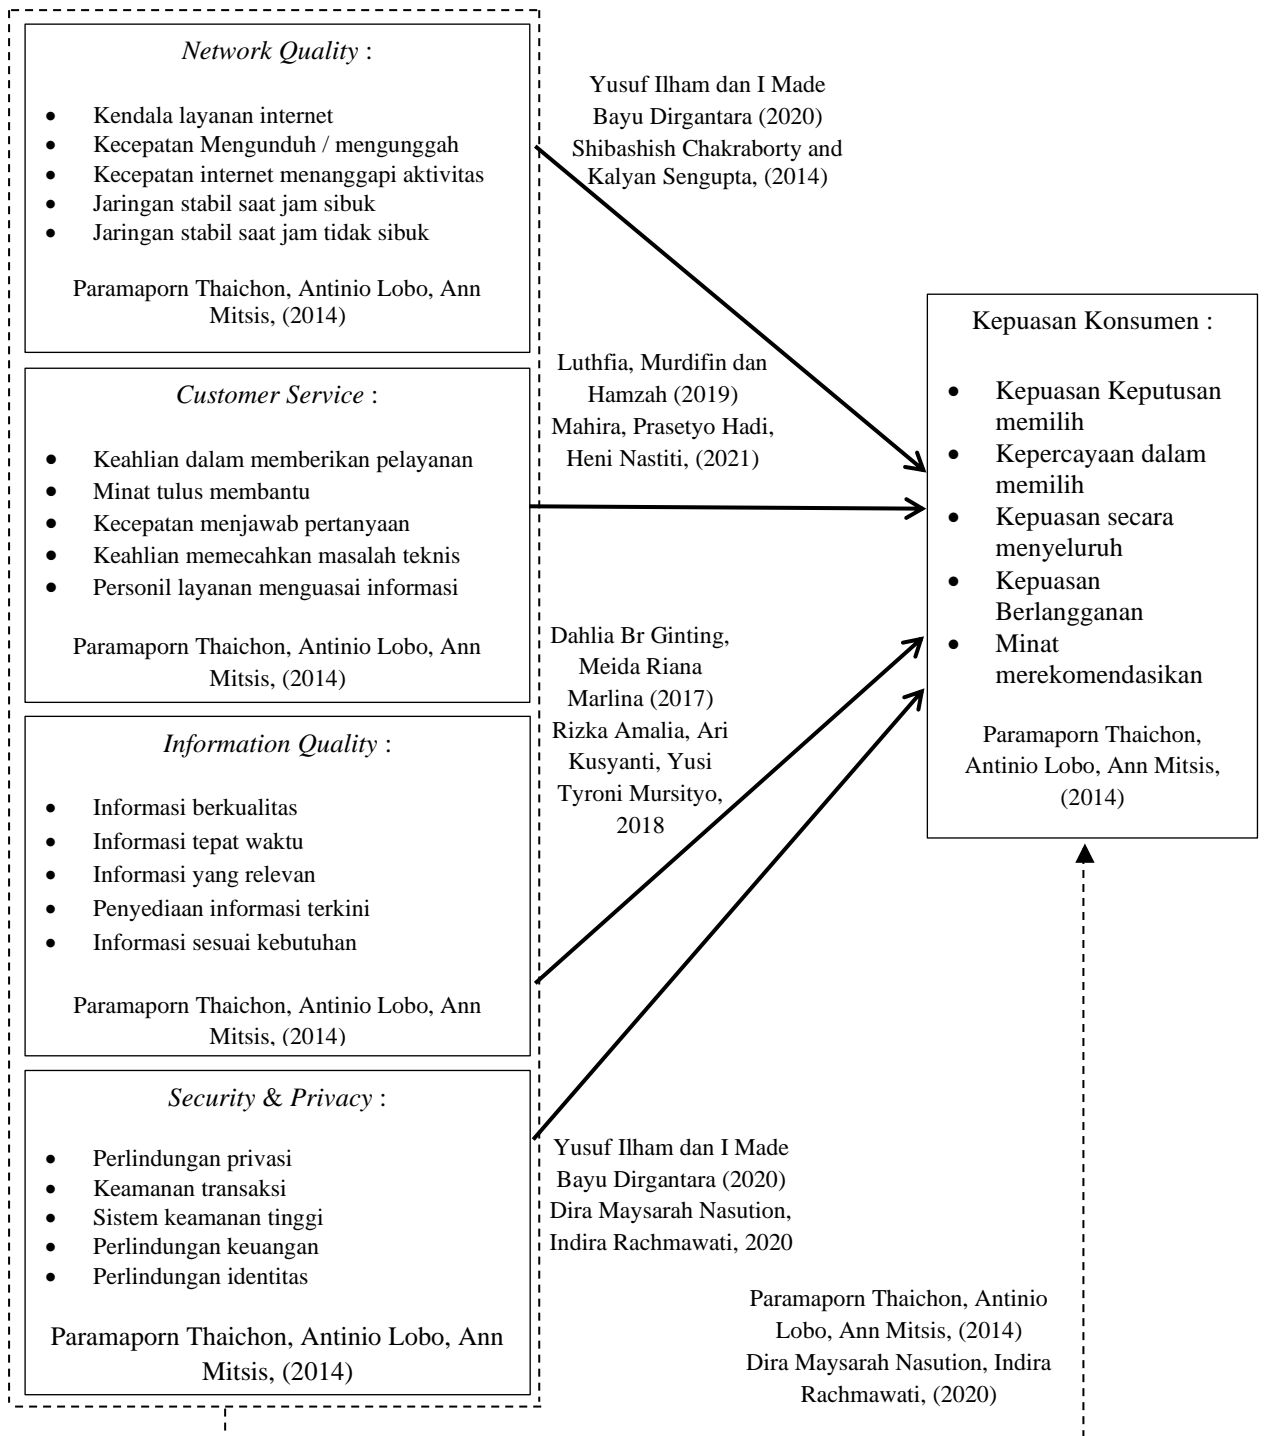 Network Quality :
• Kendala layanan internet
• Kecepatan Mengunduh / mengunggah
• Kecepatan internet menanggapi aktivitas
• Jaringan stabil saat jam sibuk
• Jaringan stabil saat jam tidak sibuk
Paramaporn Thaichon, Antinio Lobo, Ann
Mitsis, (2014)
Customer Service :
• Keahlian dalam memberikan pelayanan
• Minat tulus membantu
• Kecepatan menjawab pertanyaan
• Keahlian memecahkan masalah teknis
• Personil layanan menguasai informasi
Paramaporn Thaichon, Antinio Lobo, Ann
Mitsis, (2014)
Information Quality :
• Informasi berkualitas
• Informasi tepat waktu
• Informasi yang relevan
• Penyediaan informasi terkini
• Informasi sesuai kebutuhan
Paramaporn Thaichon, Antinio Lobo, Ann
Mitsis, (2014)
Security & Privacy :
• Perlindungan privasi
• Keamanan transaksi
• Sistem keamanan tinggi
• Perlindungan keuangan
• Perlindungan identitas
Paramaporn Thaichon, Antinio Lobo, Ann
Mitsis, (2014)
Yusuf Ilham dan I Made
Bayu Dirgantara (2020)
Shibashish Chakraborty and
Kalyan Sengupta, (2014)
Luthfia, Murdifin dan
Hamzah (2019)
Mahira, Prasetyo Hadi,
Heni Nastiti, (2021)
Dahlia Br Ginting,
Meida Riana
Marlina (2017)
Rizka Amalia, Ari
Kusyanti, Yusi
Tyroni Mursityo,
2018
Yusuf Ilham dan I Made
Bayu Dirgantara (2020)
Dira Maysarah Nasution,
Indira Rachmawati, 2020
Kepuasan Konsumen :
• Kepuasan Keputusan
memilih
• Kepercayaan dalam
memilih
• Kepuasan secara
menyeluruh
• Kepuasan
Berlangganan
• Minat
merekomendasikan
Paramaporn Thaichon,
Antinio Lobo, Ann Mitsis,
(2014)
Paramaporn Thaichon, Antinio
Lobo, Ann Mitsis, (2014)
Dira Maysarah Nasution, Indira
Rachmawati, (2020)